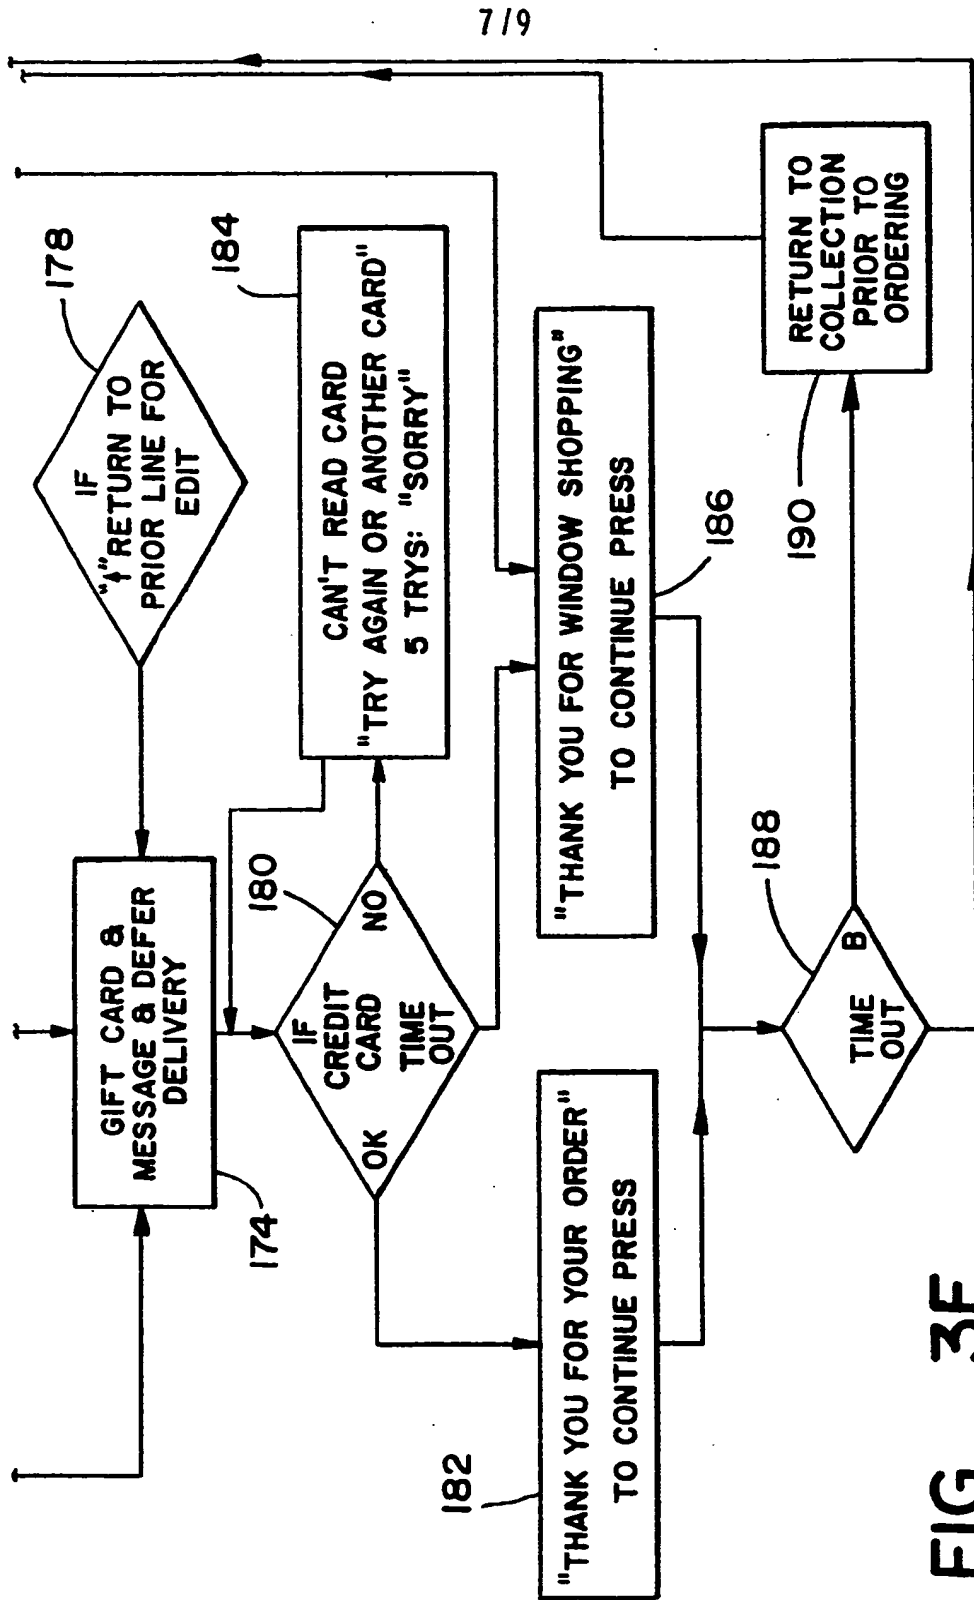 7/9
IF
"↑" RETURN TO
PRIOR LINE FOR
EDIT
178
GIFT CARD &
MESSAGE & DEFER
DELIVERY
174
CAN'T READ CARD
"TRY AGAIN OR ANOTHER CARD"
5 TRYS: "SORRY"
184
IF
CREDIT
CARD
OK
NO
TIME
OUT
180
"THANK YOU FOR YOUR ORDER"
TO CONTINUE PRESS
182
"THANK YOU FOR WINDOW SHOPPING"
TO CONTINUE PRESS
186
TIME
OUT
B
188
RETURN TO
COLLECTION
PRIOR TO
ORDERING
190
FIG 3F